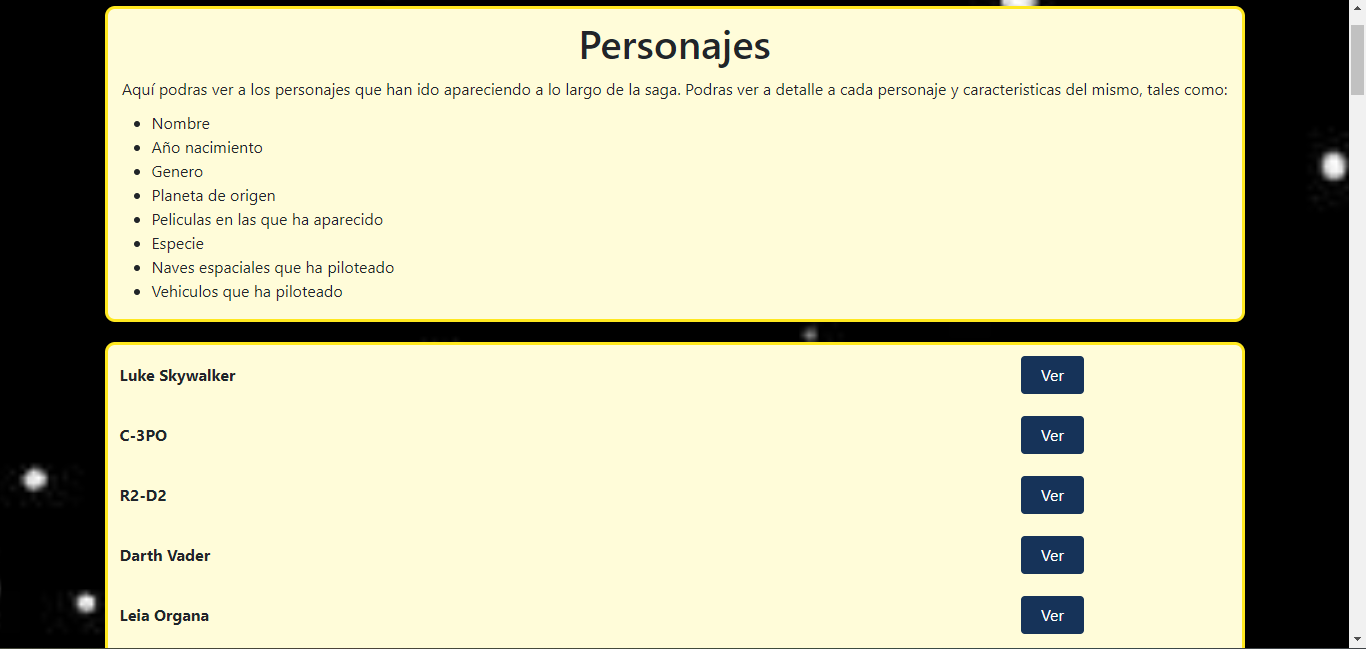 Personajes
Aquí podras ver a los personajes que han ido apareciendo a lo largo de la saga. Podras ver a detalle a cada personaje y caracteristicas del mismo, tales como:
Nombre
Año nacimiento
Genero
Planeta de origen
Peliculas en las que ha aparecido
Especie
Naves espaciales que ha piloteado
Vehiculos que ha piloteado
Luke Skywalker Ver
C-3PO Ver
R2-D2 Ver
Darth Vader Ver
Leia Organa Ver